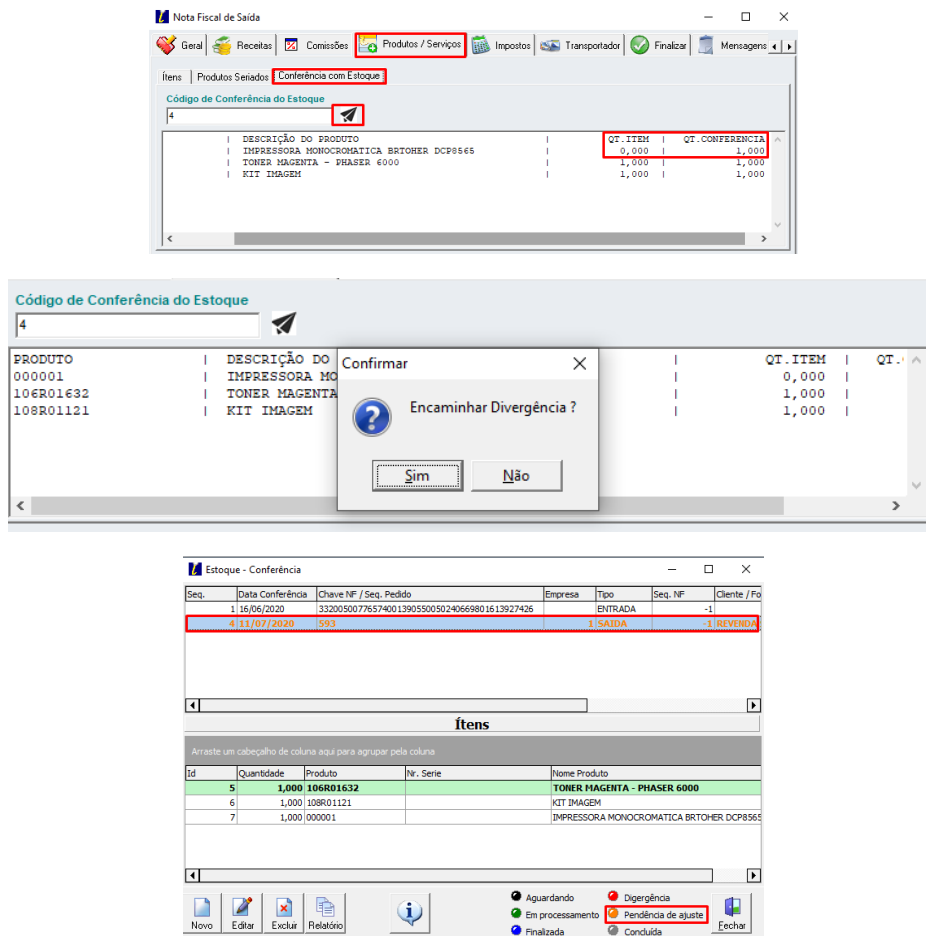 Nota Fiscal de Saída
Geral Receitas Comissões Produtos / Serviços Impostos Transportador Finalizar Mensagens
Ítens Produtos Seriados Conferência com Estoque
Código de Conferência do Estoque
4
| DESCRIÇÃO DO PRODUTO | QT.ITEM | QT.CONFERENCIA
| IMPRESSORA MONOCROMATICA BRTOHER DCP8565 | 0,000 | 1,000
| TONER MAGENTA - PHASER 6000 | 1,000 | 1,000
| KIT IMAGEM | 1,000 | 1,000
Código de Conferência do Estoque
4
PRODUTO | DESCRIÇÃO DO | QT.ITEM | QT.
000001 | IMPRESSORA MO | 0,000 |
106R01632 | TONER MAGENTA | 1,000 |
108R01121 | KIT IMAGEM | 1,000 |
Confirmar
Encaminhar Divergência ?
Sim Não
Estoque - Conferência
Seq. Data Conferência Chave NF / Seq. Pedido Empresa Tipo Seq. NF Cliente / Fo
1 16/06/2020 33200500776574001390550050240669801613927426 ENTRADA -1
4 11/07/2020 593 1 SAIDA -1 REVENDA
Ítens
Arraste um cabeçalho de coluna aqui para agrupar pela coluna
Id Quantidade Produto Nr. Serie Nome Produto
5 1,000 106R01632 TONER MAGENTA - PHASER 6000
6 1,000 108R01121 KIT IMAGEM
7 1,000 000001 IMPRESSORA MONOCROMATICA BRTOHER DCP8565
Novo Editar Excluir Relatório
Aguardando Digergência
Em processamento Pendência de ajuste
Finalizada Concluída
Fechar